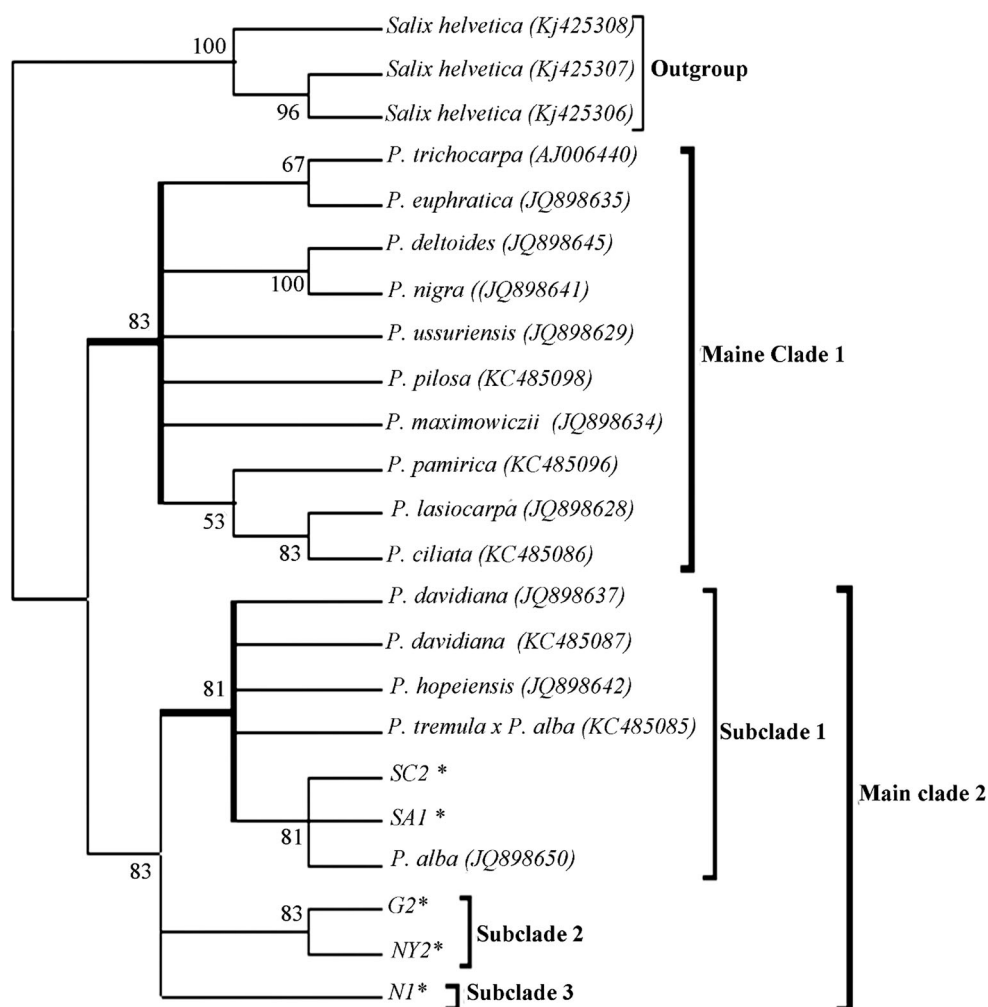 Salix helvetica (Kj425308)
100
Salix helvetica (Kj425307)
Outgroup
96
Salix helvetica (Kj425306)
67
P. trichocarpa (AJ006440)
P. euphratica (JQ898635)
P. deltoides (JQ898645)
100
P. nigra ((JQ898641)
83
P. ussuriensis (JQ898629)
Maine Clade 1
P. pilosa (KC485098)
P. maximowiczii (JQ898634)
P. pamirica (KC485096)
53
P. lasiocarpa (JQ898628)
83
P. ciliata (KC485086)
P. davidiana (JQ898637)
P. davidiana (KC485087)
81
P. hopeiensis (JQ898642)
P. tremula x P. alba (KC485085)
Subclade 1
SC2 *
Main clade 2
SA1 *
81
P. alba (JQ898650)
83
83
G2*
Subclade 2
NY2*
N1*
Subclade 3